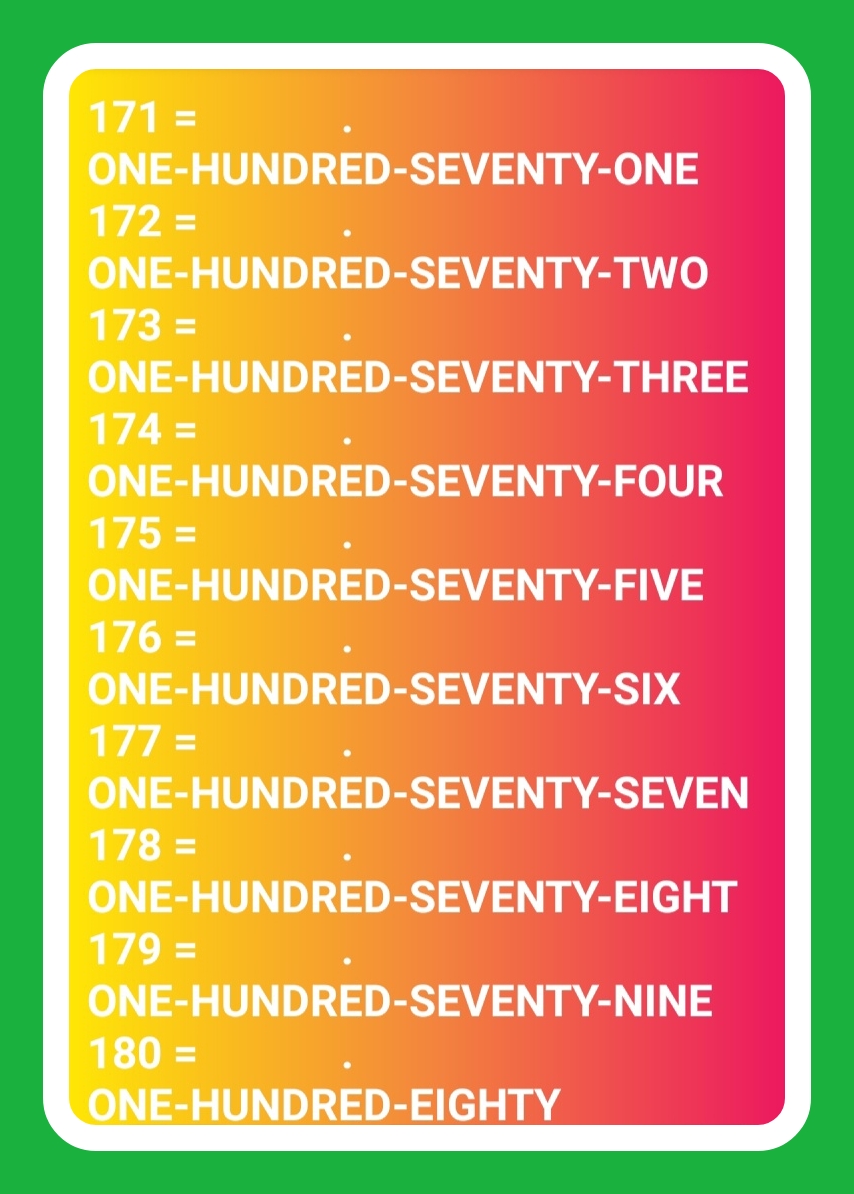 171 = .
ONE-HUNDRED-SEVENTY-ONE
172 = .
ONE-HUNDRED-SEVENTY-TWO
173 = .
ONE-HUNDRED-SEVENTY-THREE
174 = .
ONE-HUNDRED-SEVENTY-FOUR
175 = .
ONE-HUNDRED-SEVENTY-FIVE
176 = .
ONE-HUNDRED-SEVENTY-SIX
177 = .
ONE-HUNDRED-SEVENTY-SEVEN
178 = .
ONE-HUNDRED-SEVENTY-EIGHT
179 = .
ONE-HUNDRED-SEVENTY-NINE
180 = .
ONE-HUNDRED-EIGHTY